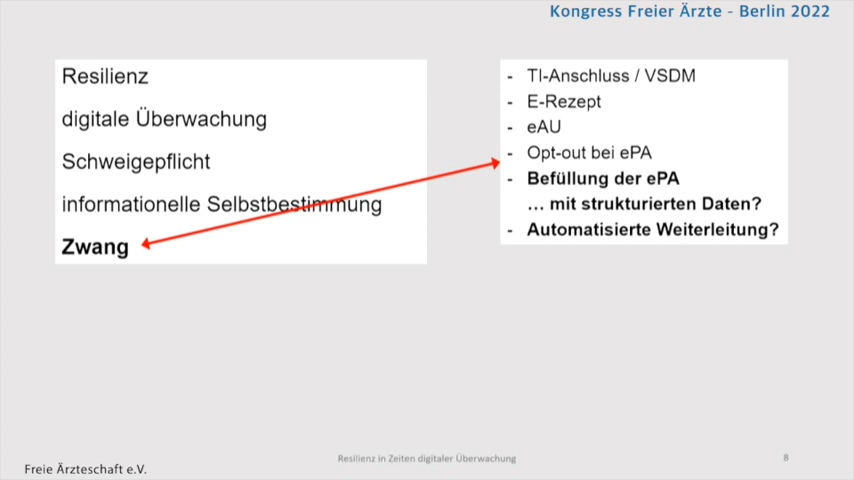 Kongress Freier Ärzte - Berlin 2022
Resilienz
digitale Überwachung
Schweigepflicht
informationelle Selbstbestimmung
Zwang
- TI-Anschluss / VSDM
- E-Rezept
- eAU
- Opt-out bei ePA
- Befüllung der ePA
... mit strukturierten Daten?
- Automatisierte Weiterleitung?
Resilienz in Zeiten digitaler Überwachung
8
Freie Ärzteschaft e.V.